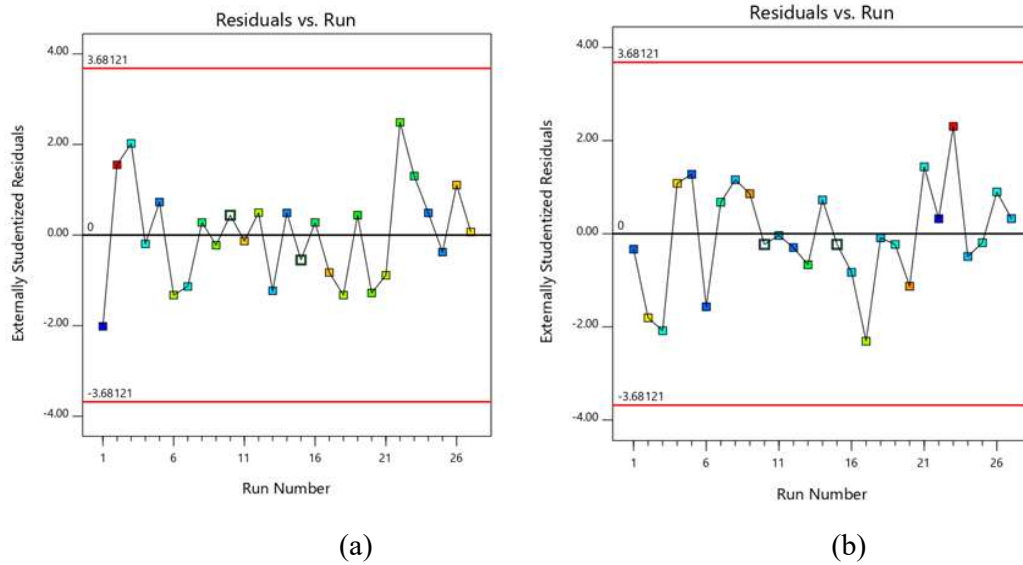 Residuals vs. Run
Externally Studentized Residuals
4.00
3.68121
2.00
0
0.00
-2.00
-3.68121
-4.00
1 6 11 16 21 26
Run Number
(a)
Residuals vs. Run
Externally Studentized Residuals
4.00
3.68121
2.00
0
0.00
-2.00
-3.68121
-4.00
1 6 11 16 21 26
Run Number
(b)